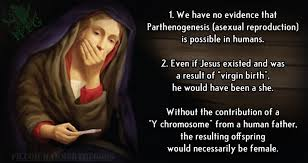 1. We have no evidence that
Parthenogenesis (asexual reproduction)
is possible in humans.
2. Even if Jesus existed and was
a result of "virgin birth",
he would have been a she.
Without the contribution of a
"Y chromosome" from a human father,
the resulting offspring
would necessarily be female.